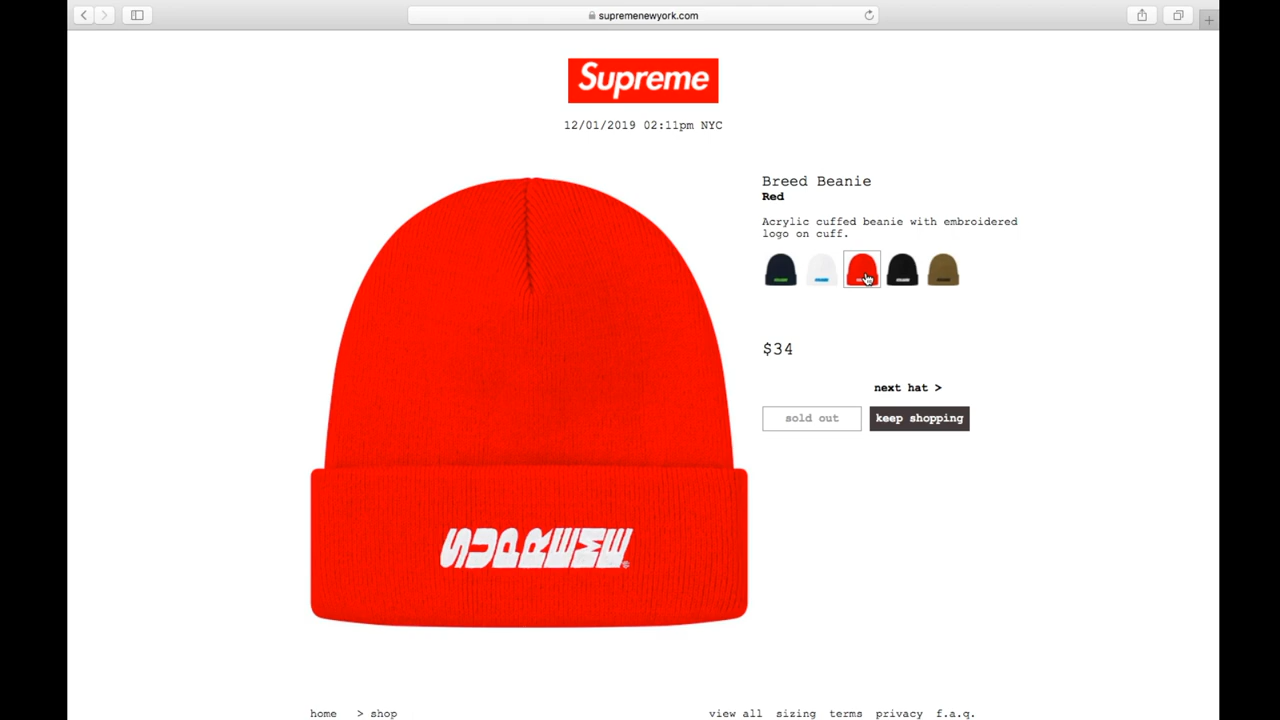 supremenewyork.com
Supreme
12/01/2019 02:11pm NYC
Breed Beanie
Red
Acrylic cuffed beanie with embroidered
logo on cuff.
$34
next hat >
sold out keep shopping
SUPREME®
home > shop view all sizing terms privacy f.a.q.